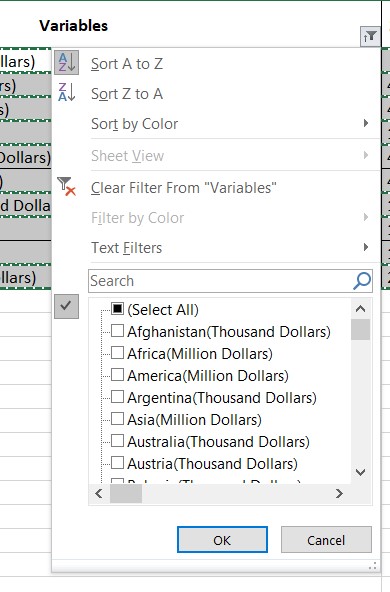 Variables
llars)
Sort A to Z
rs)
Sort Z to A
s)
Sort by Color
Dollars)
Sheet View
)
Clear Filter From "Variables"
d Dolla
Filter by Color
Text Filters
llars)
Search
(Select All)
Afghanistan(Thousand Dollars)
Africa(Million Dollars)
America(Million Dollars)
Argentina(Thousand Dollars)
Asia(Million Dollars)
Australia(Thousand Dollars)
Austria(Thousand Dollars)
OK Cancel